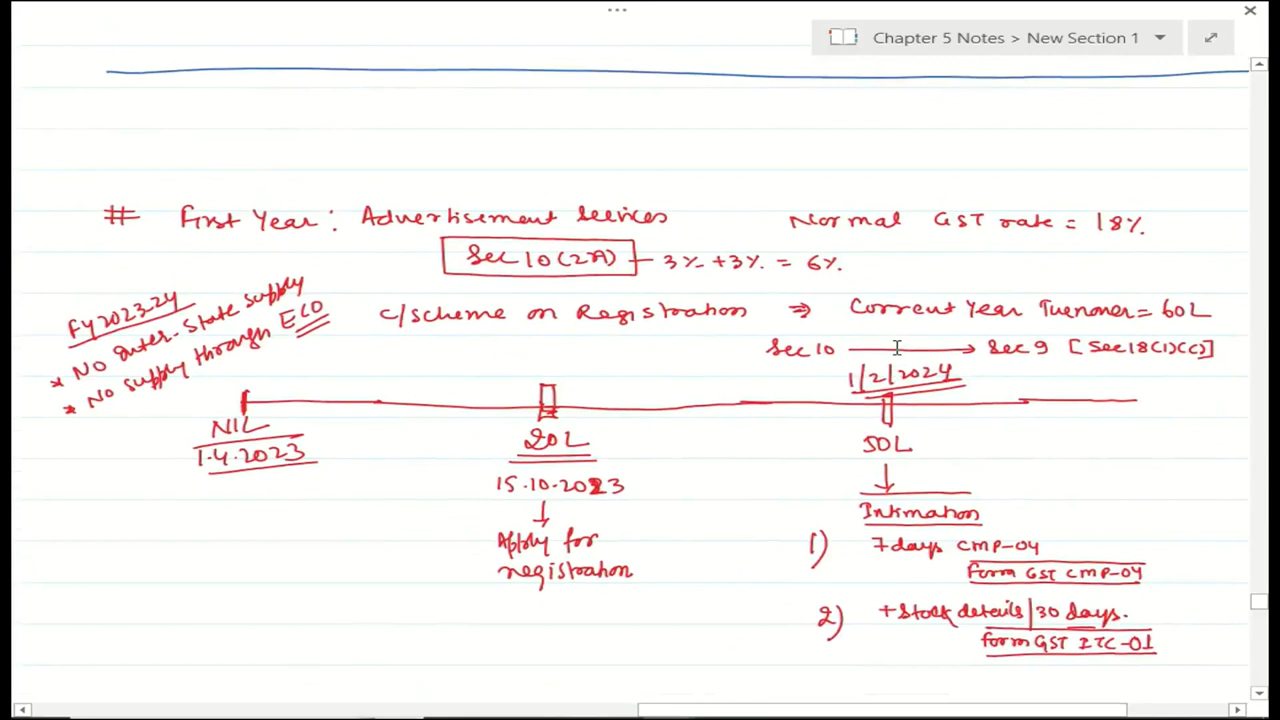 Chapter 5 Notes > New Section 1
# First Year: Advertisement Services Normal GST rate = 18%.
Sec 10(2A) – 3% + 3% = 6%.
FY 2023-24
* No Inter-State supply
* No supply through ECO
c/scheme on Registration ⇒ Current Year Turnover = 60L
Sec 10 → Sec 9 [Sec 18(1)(c)]
1/2/2024
NIL
1.4.2023
20L
15.10.2023
↓
Apply for
registration
50L
↓
Intimation
1) 7 days CMP-04
Form GST CMP-04
2) + Stock details / 30 days.
form GST ITC-01